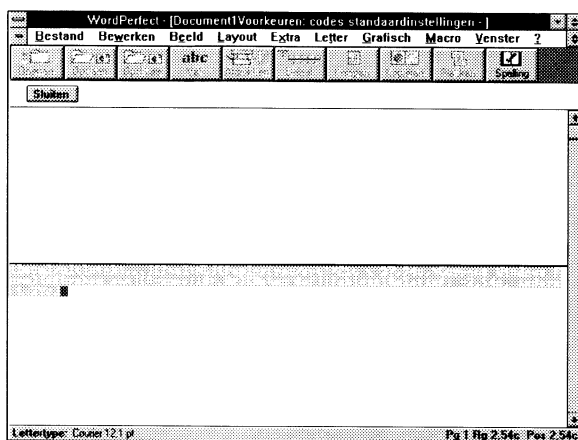 WordPerfect - [Document1Voorkeuren: codes standaardinstellingen - ]
Bestand Bewerken Beeld Layout Extra Letter Grafisch Macro Venster ?
abc Spelling
Sluiten
Lettertype: Courier 12.1 pt Pg 1 Rg 2.54c Pos 2.54c